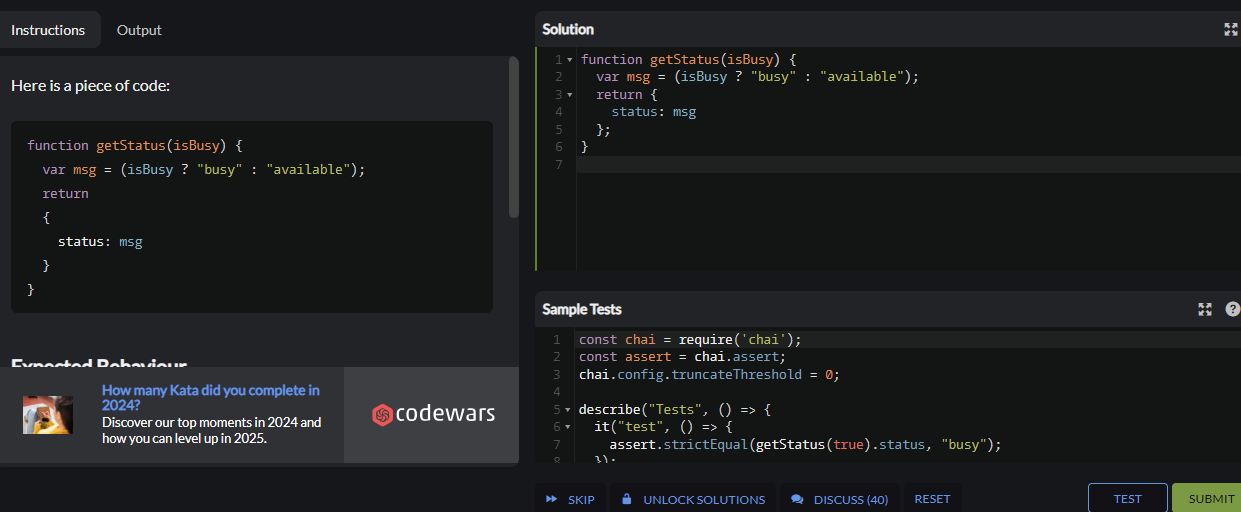 Instructions
Output
Here is a piece of code:
function getStatus(isBusy) {
var msg = (isBusy ? "busy" : "available");
return
{
status: msg
}
}
Expected Behaviour
How many Kata did you complete in
2024?
Discover our top moments in 2024 and
how you can level up in 2025.
codewars
Solution
1 function getStatus(isBusy) {
2 var msg = (isBusy ? "busy" : "available");
3 return {
4 status: msg
5 };
6 }
7
Sample Tests
?
1 const chai = require('chai');
2 const assert = chai.assert;
3 chai.config.truncateThreshold = 0;
4
5 describe("Tests", () => {
6 it("test", () => {
7 assert.strictEqual(getStatus(true).status, "busy");
8 });
SKIP
UNLOCK SOLUTIONS
DISCUSS (40)
RESET
TEST
SUBMIT